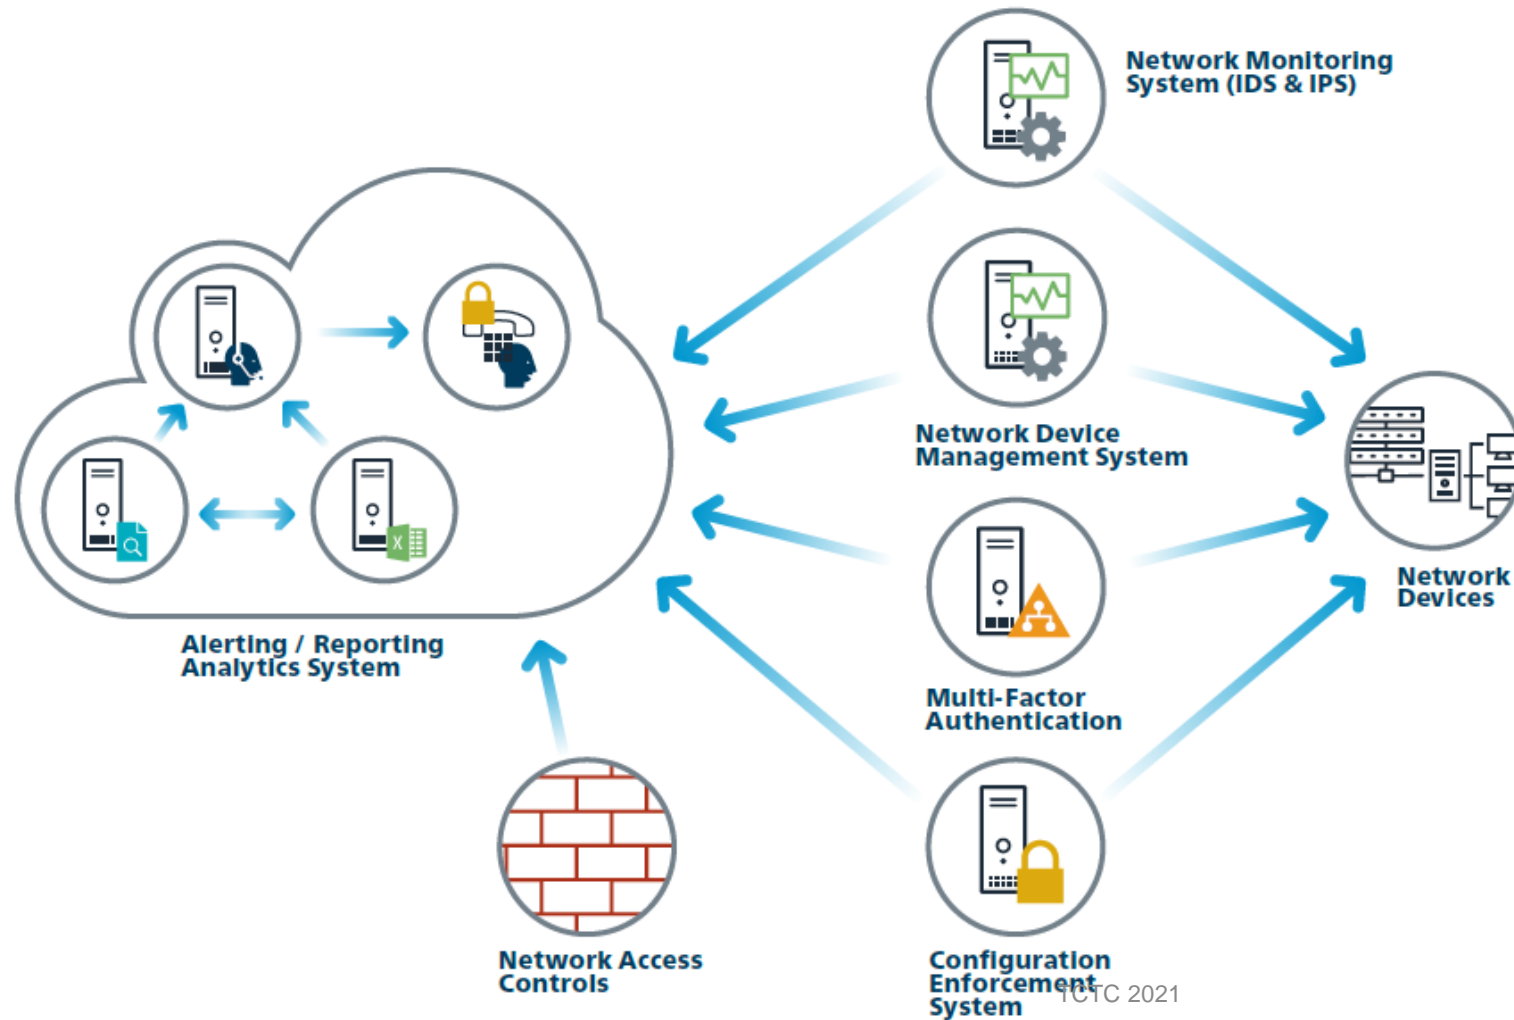 Network Monitoring
System (IDS & IPS)
Network Device
Management System
Network
Devices
Alerting / Reporting
Analytics System
Multi-Factor
Authentication
Network Access
Controls
Configuration
Enforcement
System
TCTC 2021
X